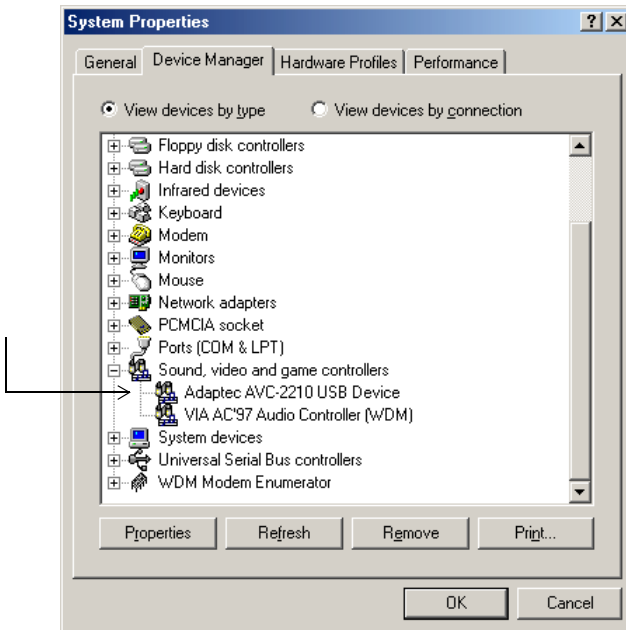 System Properties
General Device Manager Hardware Profiles Performance
View devices by type View devices by connection
Floppy disk controllers
Hard disk controllers
Infrared devices
Keyboard
Modem
Monitors
Mouse
Network adapters
PCMCIA socket
Ports (COM & LPT)
Sound, video and game controllers
Adaptec AVC-2210 USB Device
VIA AC'97 Audio Controller (WDM)
System devices
Universal Serial Bus controllers
WDM Modem Enumerator
Properties Refresh Remove Print...
OK Cancel